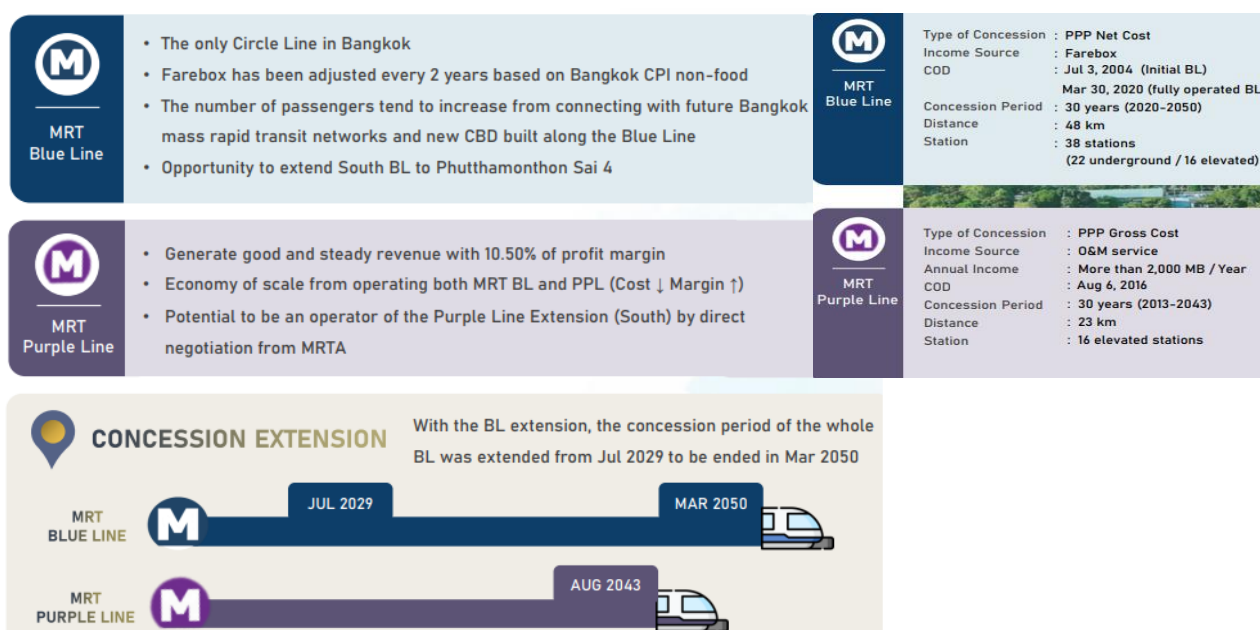 M
MRT
Blue Line
• The only Circle Line in Bangkok
• Farebox has been adjusted every 2 years based on Bangkok CPI non-food
• The number of passengers tend to increase from connecting with future Bangkok
mass rapid transit networks and new CBD built along the Blue Line
• Opportunity to extend South BL to Phutthamonthon Sai 4
M
MRT
Blue Line
Type of Concession : PPP Net Cost
Income Source : Farebox
COD : Jul 3, 2004 (Initial BL)
Mar 30, 2020 (fully operated BL
Concession Period : 30 years (2020-2050)
Distance : 48 km
Station : 38 stations
(22 underground / 16 elevated)
M
MRT
Purple Line
• Generate good and steady revenue with 10.50% of profit margin
• Economy of scale from operating both MRT BL and PPL (Cost ↓ Margin ↑)
• Potential to be an operator of the Purple Line Extension (South) by direct
negotiation from MRTA
M
MRT
Purple Line
Type of Concession : PPP Gross Cost
Income Source : O&M service
Annual Income : More than 2,000 MB / Year
COD : Aug 6, 2016
Concession Period : 30 years (2013-2043)
Distance : 23 km
Station : 16 elevated stations
CONCESSION EXTENSION
With the BL extension, the concession period of the whole
BL was extended from Jul 2029 to be ended in Mar 2050
MRT
BLUE LINE
M
JUL 2029
MAR 2050
MRT
PURPLE LINE
M
AUG 2043